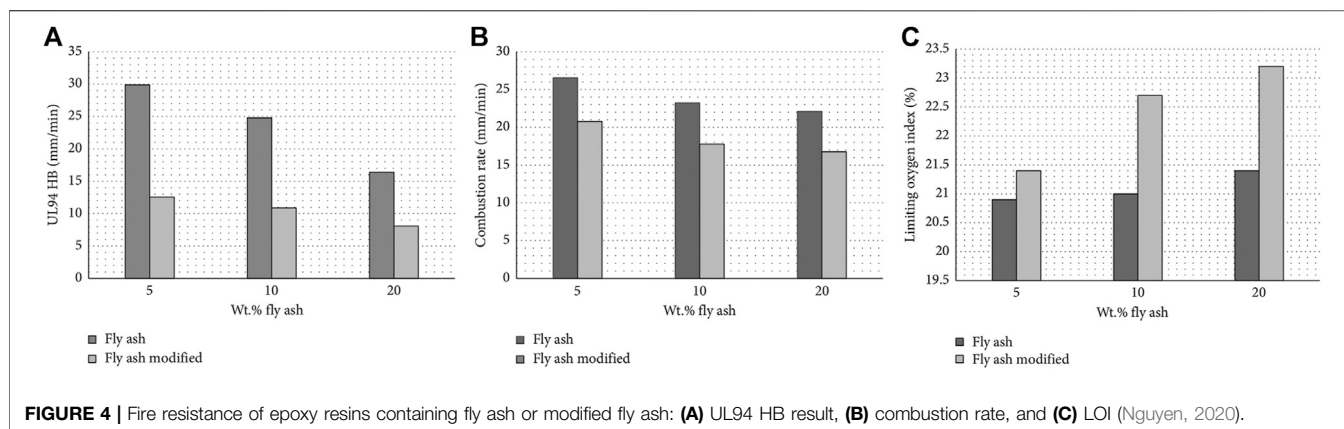 A
35
30
25
20
15
10
5
0
UL94 HB (mm/min)
5 10 20
Wt.% fly ash
Fly ash
Fly ash modified
B
30
25
20
15
10
5
0
Combustion rate (mm/min)
5 10 20
Wt.% fly ash
Fly ash
Fly ash modified
C
23.5
23
22.5
22
21.5
21
20.5
20
19.5
Limiting oxygen index (%)
5 10 20
Wt.% fly ash
Fly ash
Fly ash modified
FIGURE 4 | Fire resistance of epoxy resins containing fly ash or modified fly ash: (A) UL94 HB result, (B) combustion rate, and (C) LOI (Nguyen, 2020).